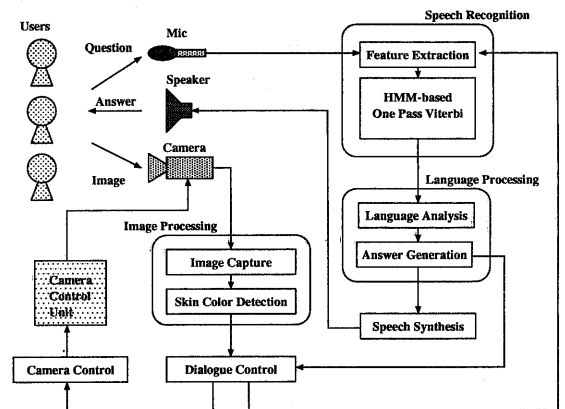 Users
Speech Recognition
Mic
Question
Feature Extraction
Speaker
HMM-based
One Pass Viterbi
Answer
Camera
Image
Language Processing
Language Analysis
Image Processing
Answer Generation
Image Capture
Camera
Control
Unit
Skin Color Detection
Speech Synthesis
Camera Control
Dialogue Control